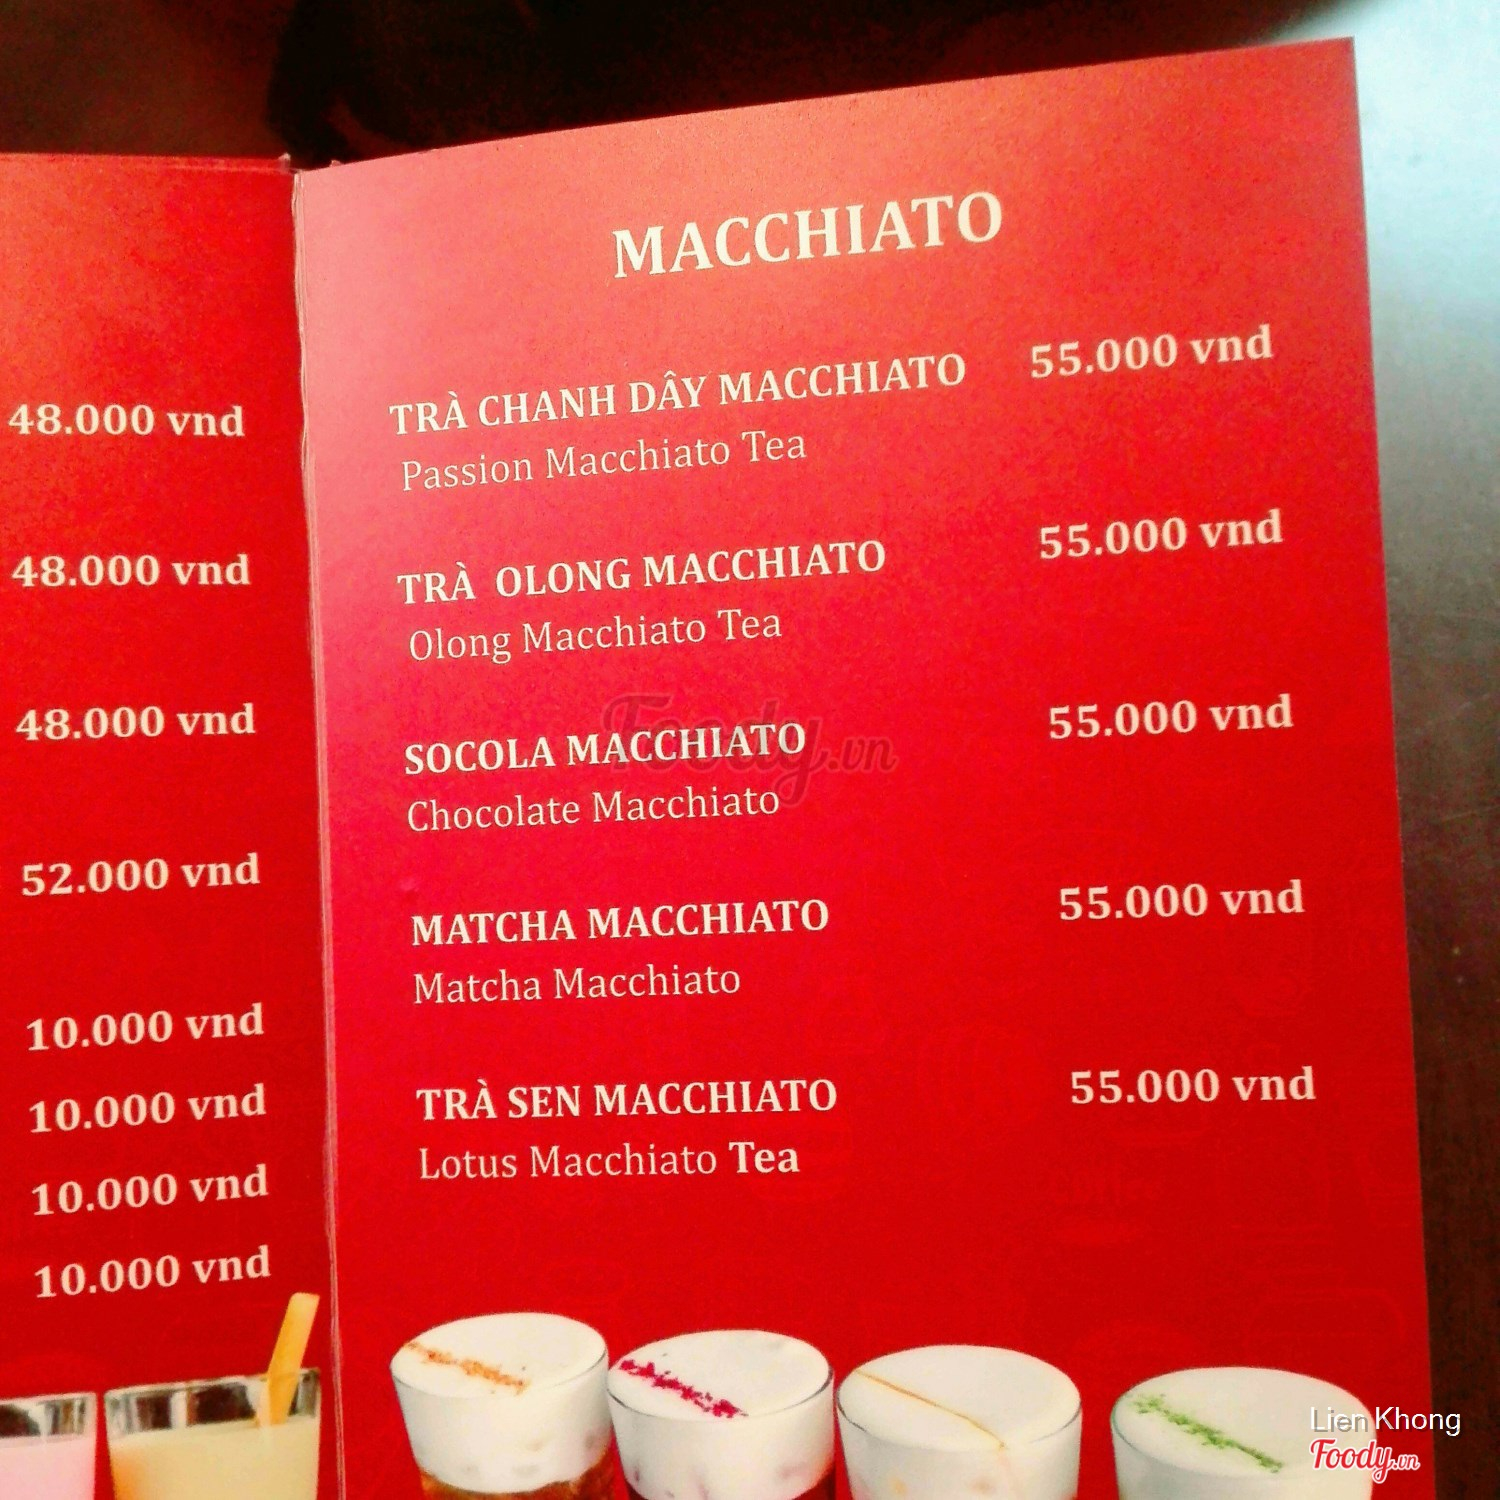 48.000 vnd
48.000 vnd
48.000 vnd
52.000 vnd
10.000 vnd
10.000 vnd
10.000 vnd
10.000 vnd
MACCHIATO
TRÀ CHANH DÂY MACCHIATO 55.000 vnd
Passion Macchiato Tea
TRÀ OLONG MACCHIATO 55.000 vnd
Olong Macchiato Tea
SOCOLA MACCHIATO 55.000 vnd
Chocolate Macchiato
Foody.vn
MATCHA MACCHIATO 55.000 vnd
Matcha Macchiato
TRÀ SEN MACCHIATO 55.000 vnd
Lotus Macchiato Tea
Lien Khong
Foody.vn